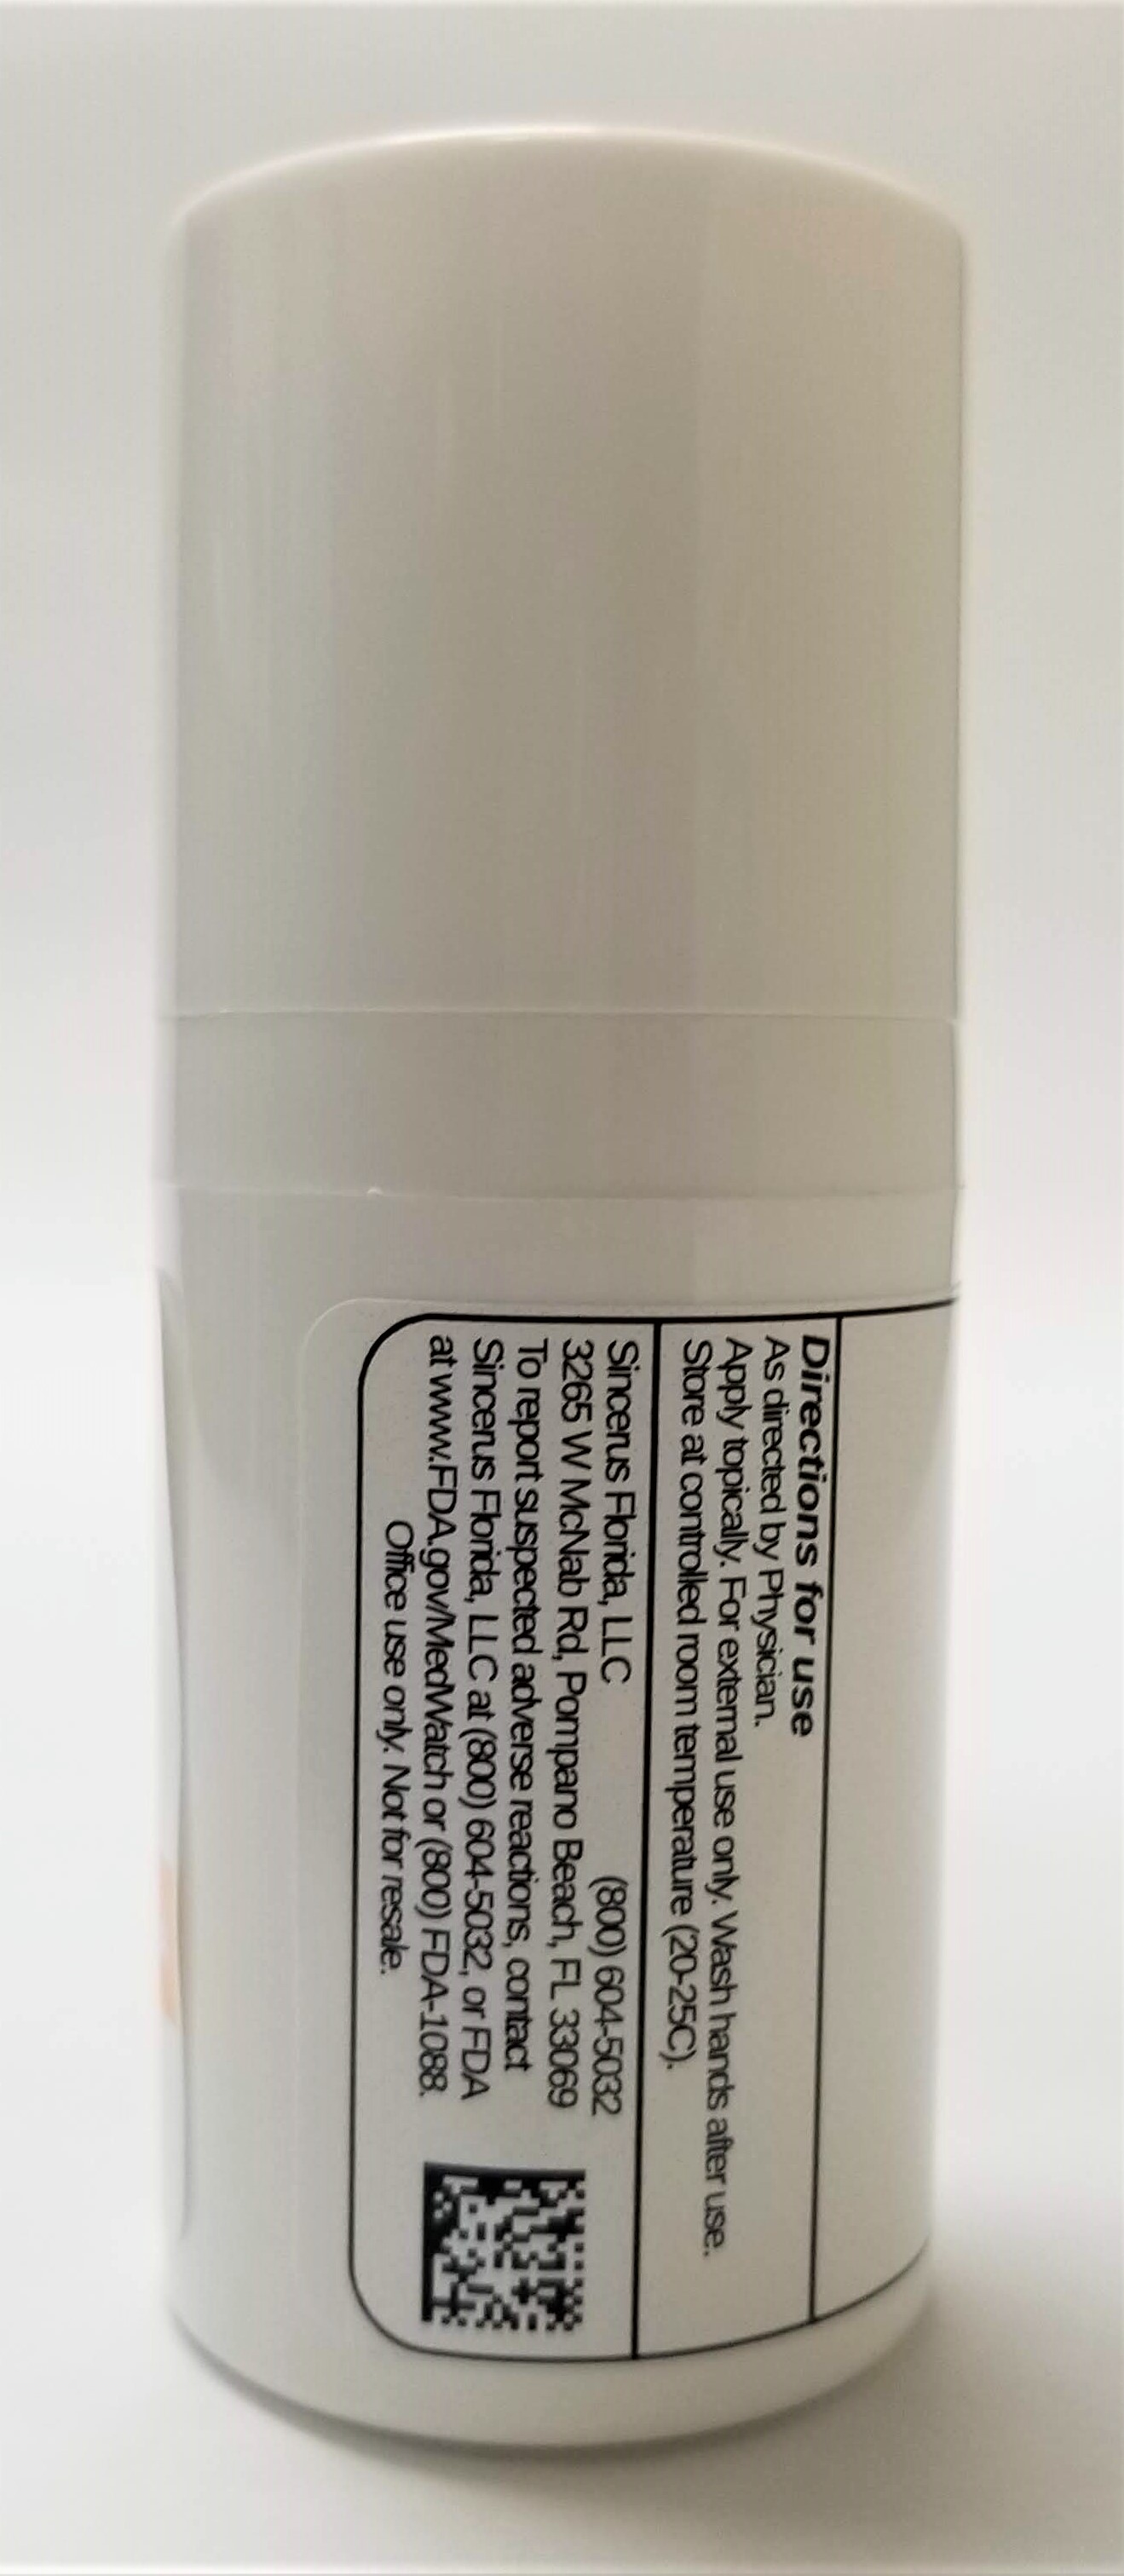 Directions for use
As directed by Physician.
Apply topically. For external use only. Wash hands after use.
Store at controlled room temperature (20-25C).
Sincerus Florida, LLC (800) 604-5032
3265 W McNab Rd, Pompano Beach, FL 33069
To report suspected adverse reactions, contact
Sincerus Florida, LLC at (800) 604-5032, or FDA
at www.FDA.gov/MedWatch or (800) FDA-1088.
Office use only. Not for resale.